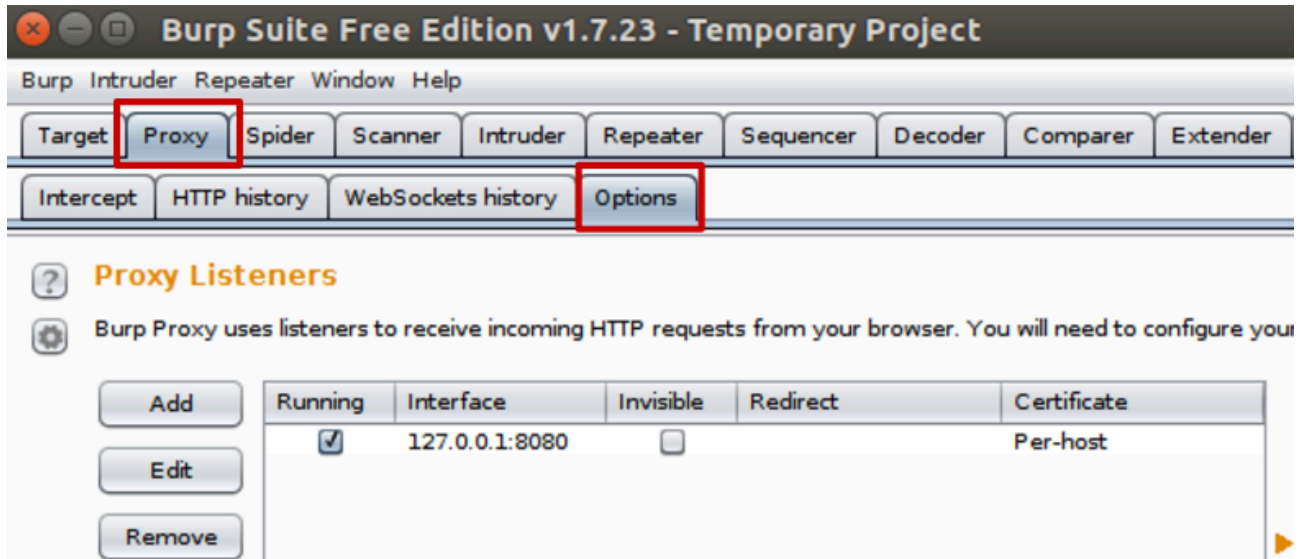 Burp Suite Free Edition v1.7.23 - Temporary Project
Burp Intruder Repeater Window Help
Target Proxy Spider Scanner Intruder Repeater Sequencer Decoder Comparer Extender
Intercept HTTP history WebSockets history Options
? Proxy Listeners
Burp Proxy uses listeners to receive incoming HTTP requests from your browser. You will need to configure
Add Running Interface Invisible Redirect Certificate
127.0.0.1:8080 Per-host
Edit
Remove